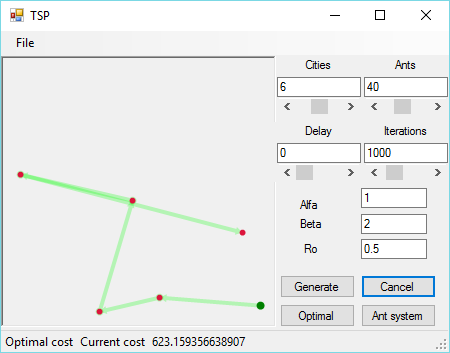 TSP
File
Cities Ants
6 40
Delay Iterations
0 1000
Alfa 1
Beta 2
Ro 0.5
Generate Cancel
Optimal Ant system
Optimal cost Current cost 623.159356638907